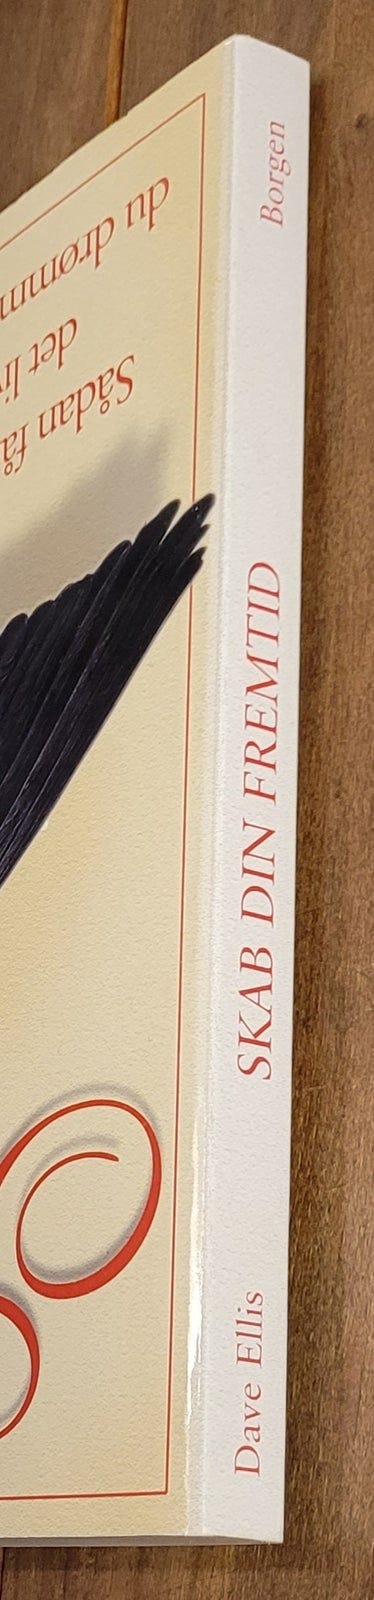 Dave Ellis
SKAB DIN FREMTID
Borgen
Sådan
det
du